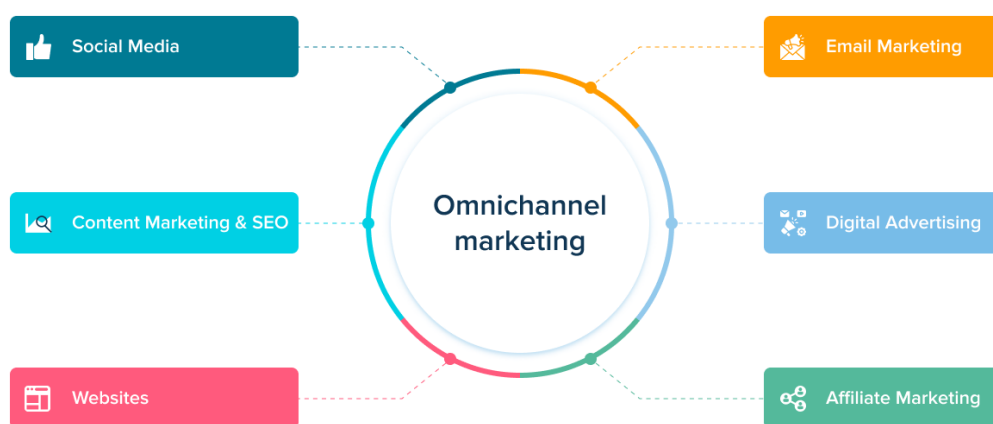 Social Media
Email Marketing
Omnichannel
marketing
Content Marketing & SEO
Digital Advertising
Websites
Affiliate Marketing